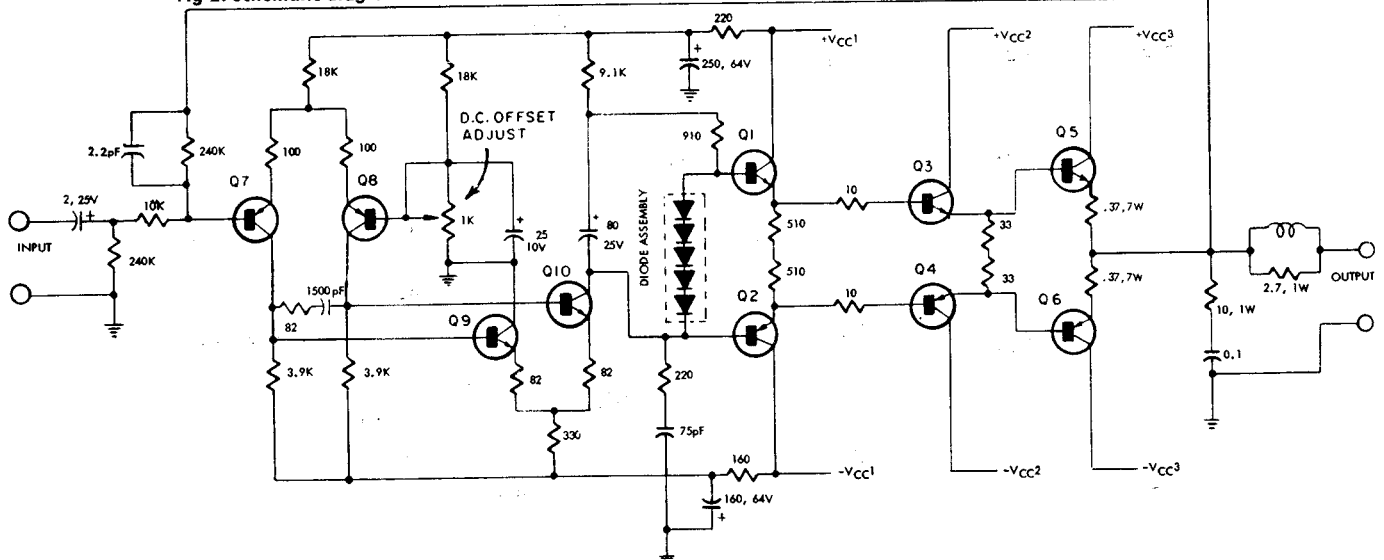 Fig 2. Schematic diag
220
+VCC1
+VCC2
+VCC3
18K
18K
250, 64V
9.1K
D.C. OFFSET
ADJUST
910
Q1
Q5
2.2pF
240K
100
100
Q7
Q8
Q3
2, 25V
10K
1K
10
.37,7W
INPUT
25
10V
80
25V
DIODE ASSEMBLY
510
33
240K
1500pF
Q10
510
33
.37,7W
2.7, 1W
OUTPUT
82
Q9
Q2
10
Q4
Q6
10, 1W
3.9K
3.9K
82
82
220
0.1
330
75pF
160
-VCC1
-VCC2
-VCC3
160, 64V